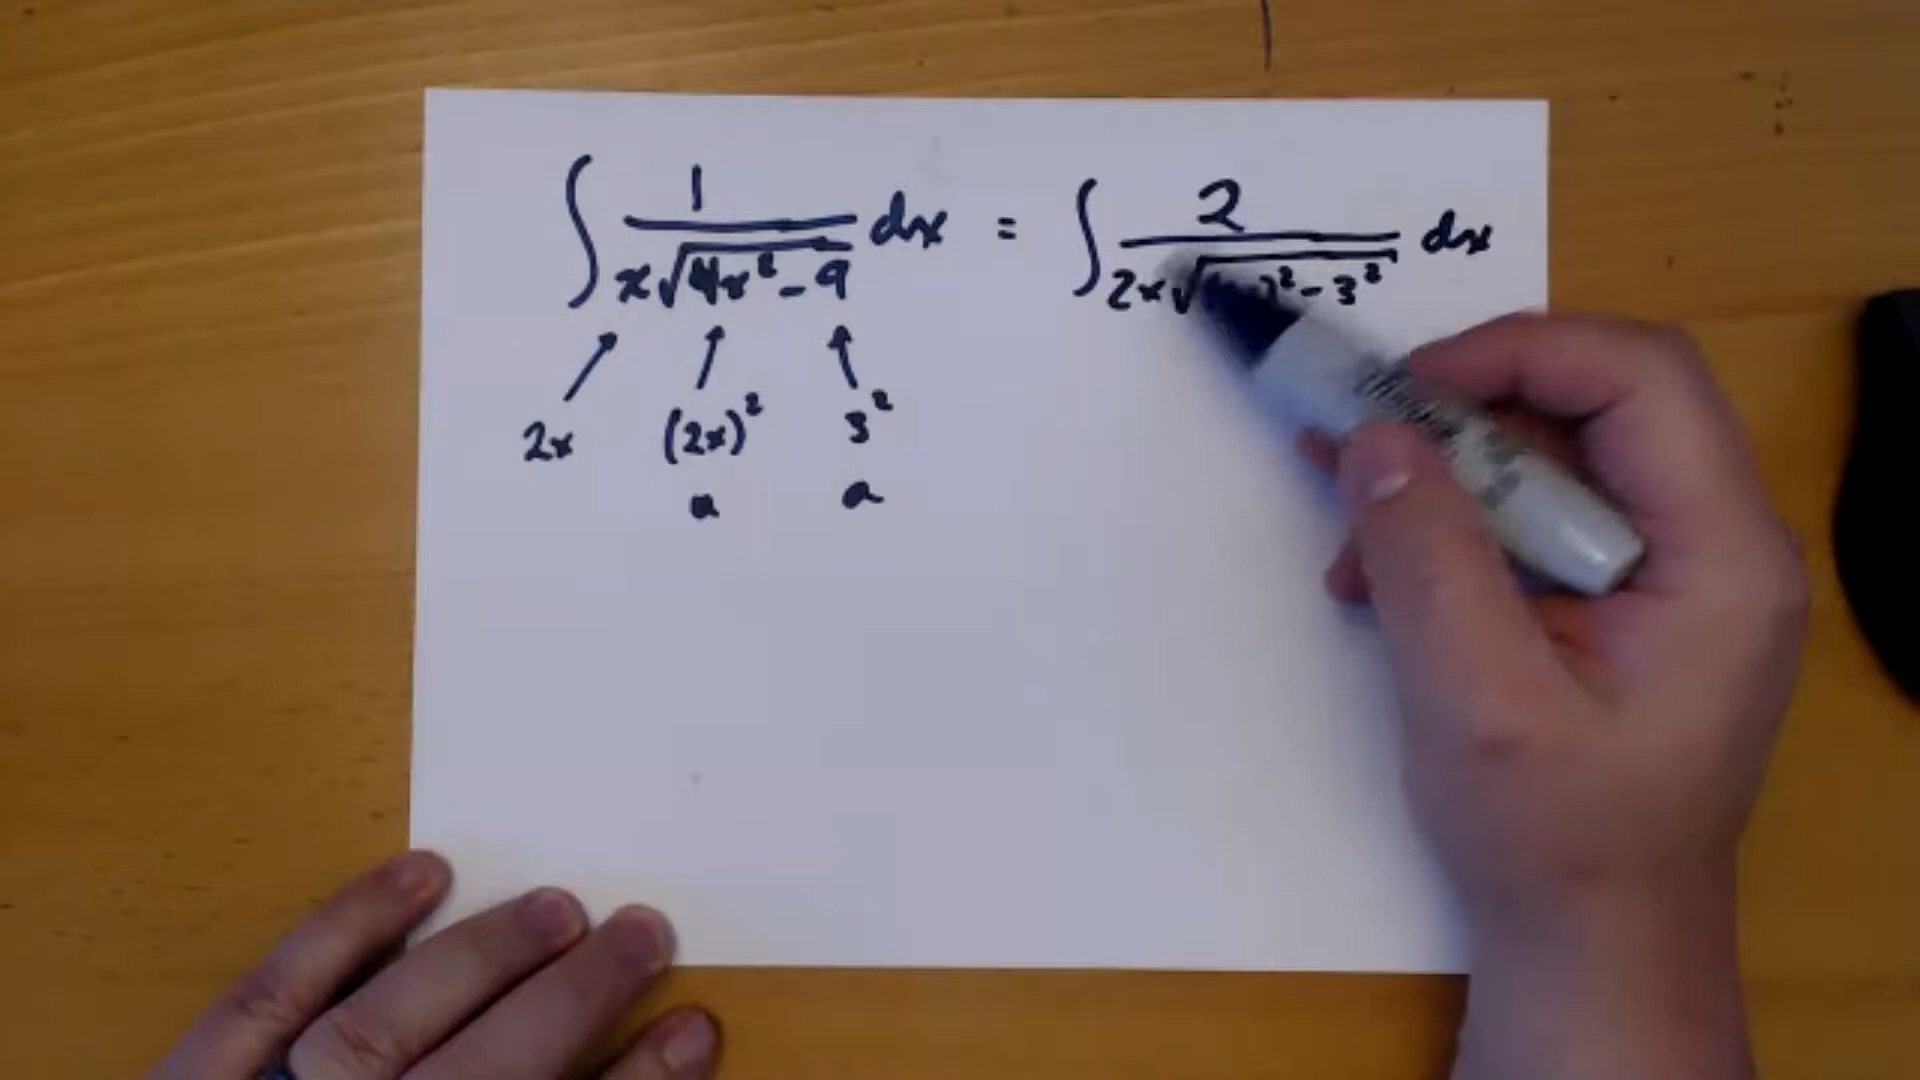 ∫ 1 / x√4x² - 9 dx = ∫ 2 / 2x√( )² - 3² dx
2x (2x)² 3²
u a